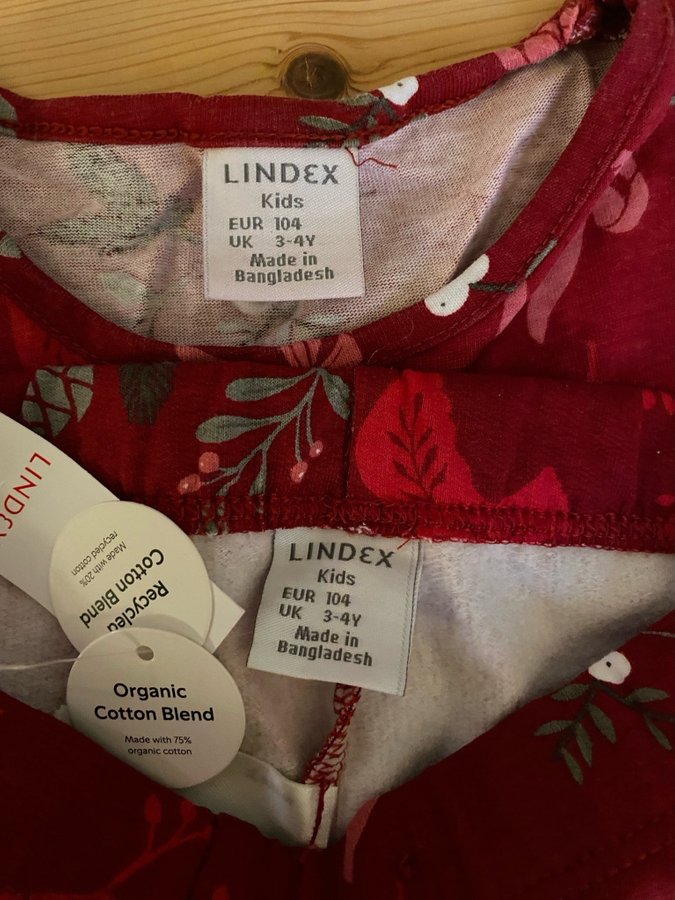 LINDEX
Kids
EUR 104
UK 3-4Y
Made in
Bangladesh
LINDEX
LINDEX
Kids
EUR 104
UK 3-4Y
Made in
Bangladesh
Recycled
Cotton Blend
Made with 20%
recycled cotton
Organic
Cotton Blend
Made with 75%
organic cotton